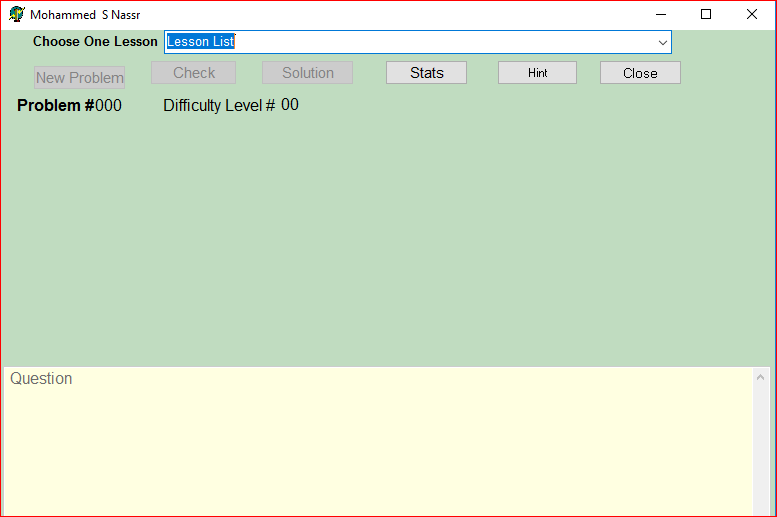 Mohammed  S Nassr
Choose One Lesson Lesson List
New Problem Check Solution Stats Hint Close
Problem #000 Difficulty Level # 00
Question